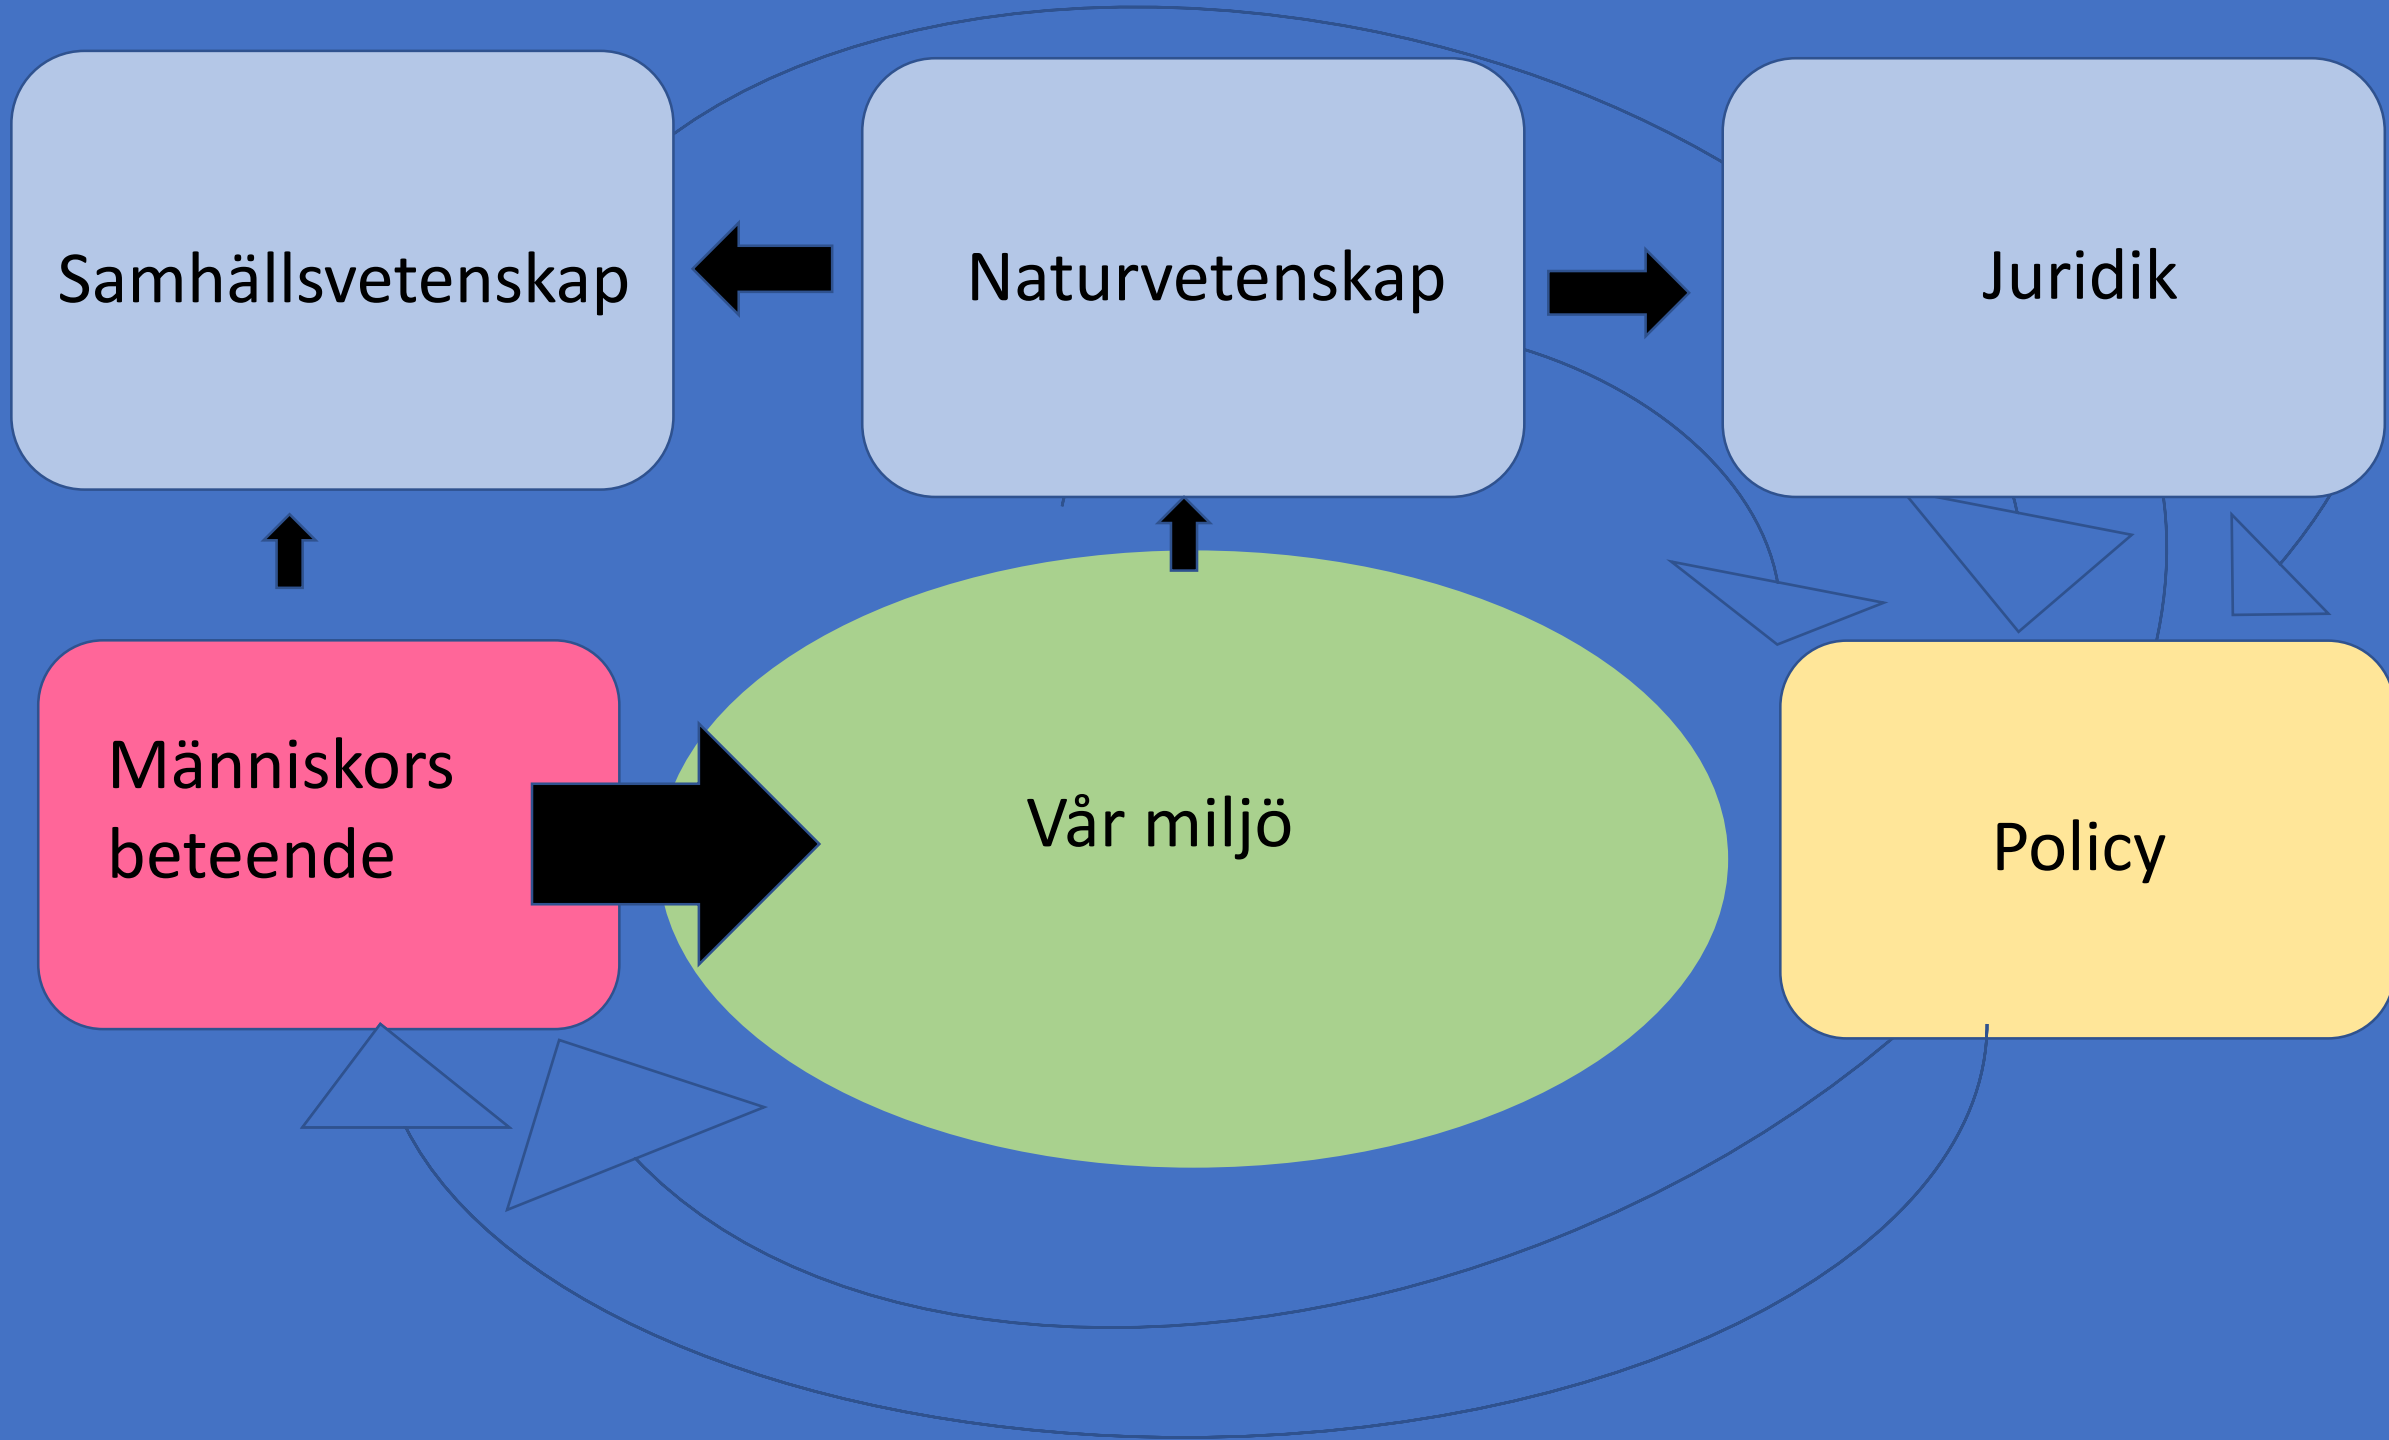 Samhällsvetenskap
Naturvetenskap
Juridik
Människors
beteende
Vår miljö
Policy